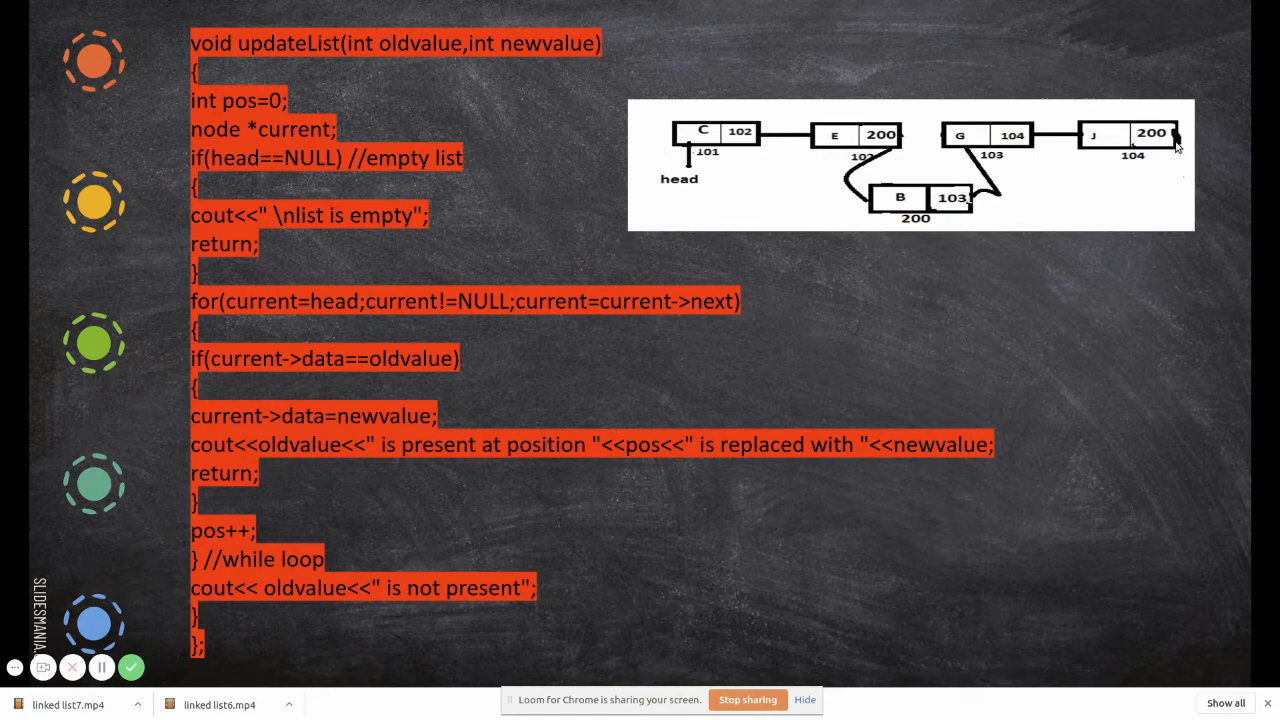 void updateList(int oldvalue,int newvalue)
{
int pos=0;
node *current;
if(head==NULL) //empty list
{
cout<<" \nlist is empty";
return;
}
for(current=head;current!=NULL;current=current->next)
{
if(current->data==oldvalue)
{
current->data=newvalue;
cout<<oldvalue<<" is present at position "<<pos<<" is replaced with "<<newvalue;
return;
}
pos++;
} //while loop
cout<< oldvalue<<" is not present";
}
};
C 102 E 200 G 104 J 200
101 102 103 104
head
B 103
200
SLIDESMANIA.
linked list7.mp4
linked list6.mp4
Loom for Chrome is sharing your screen. Stop sharing Hide
Show all